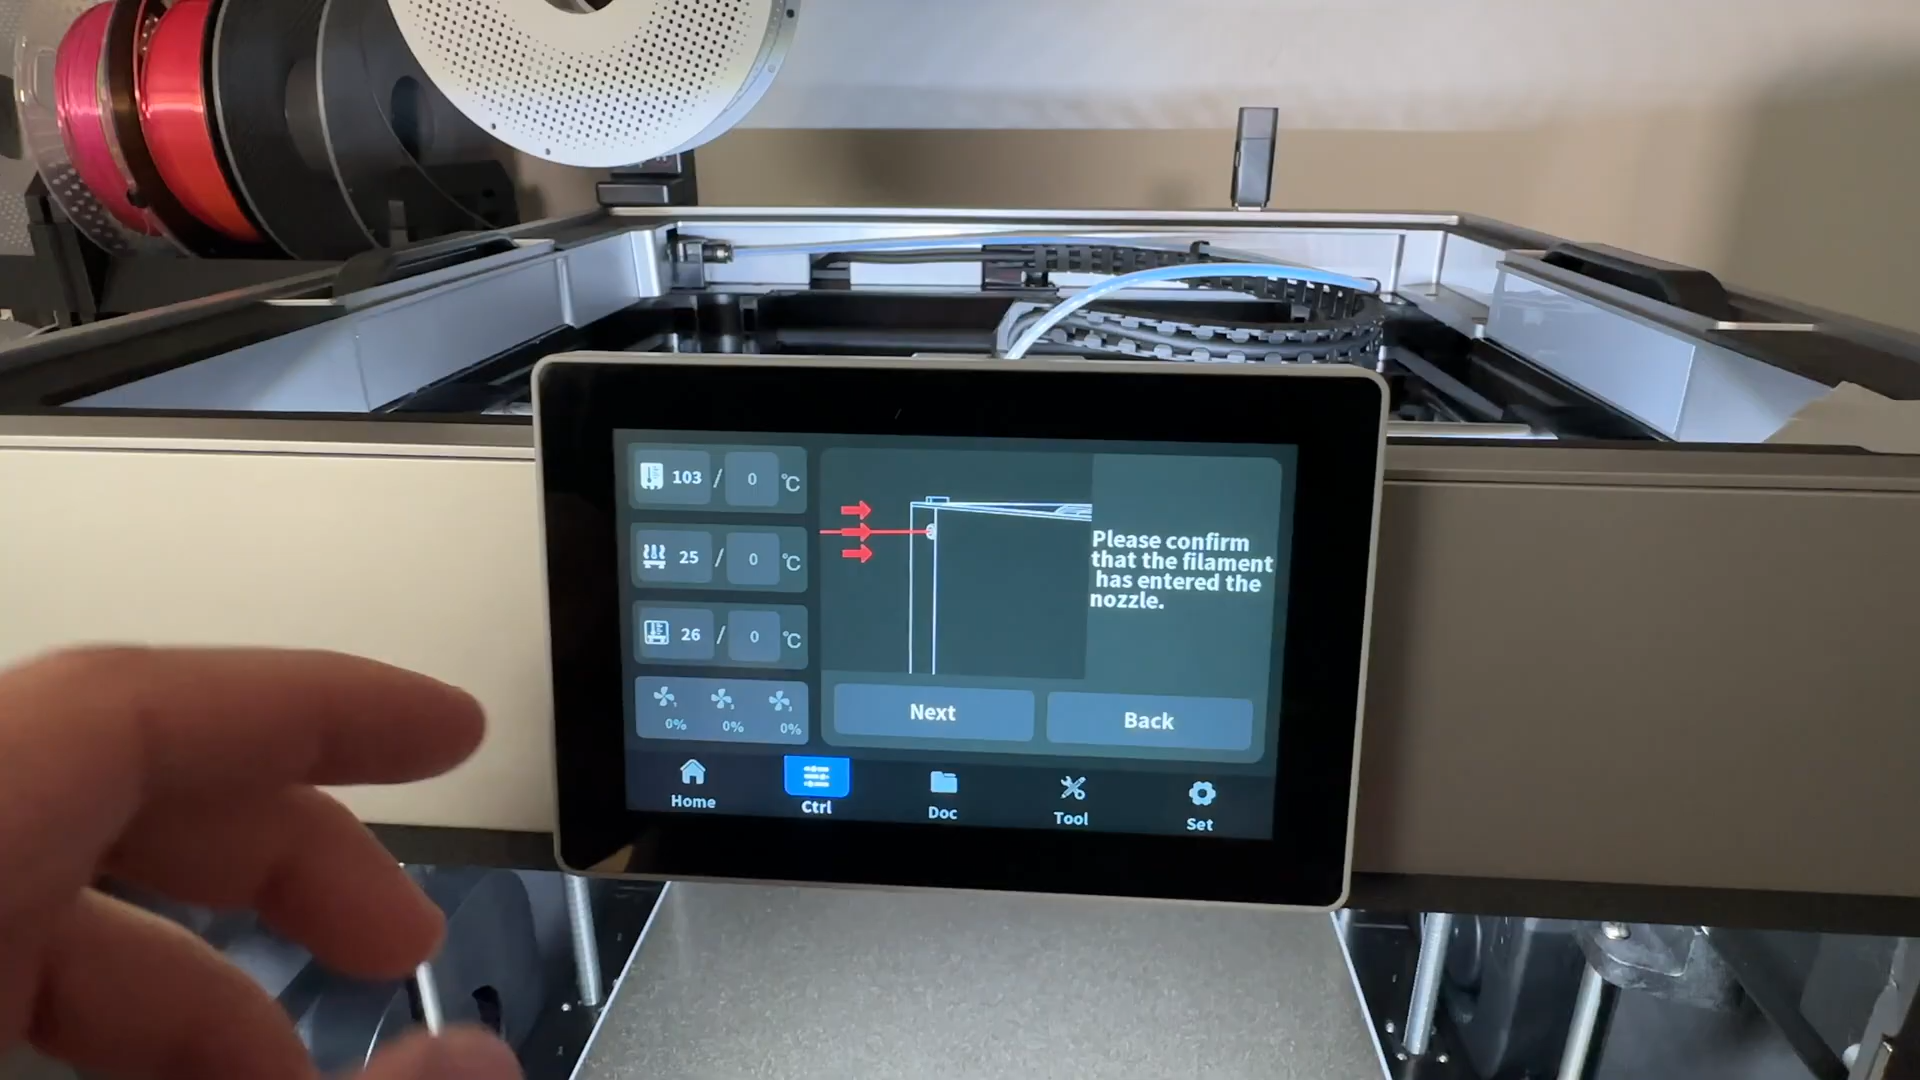 103 / 0 °C
25 / 0 °C
26 / 0 °C
0% 0% 0%
Please confirm
that the filament
has entered the
nozzle.
Next Back
Home Ctrl Doc Tool Set